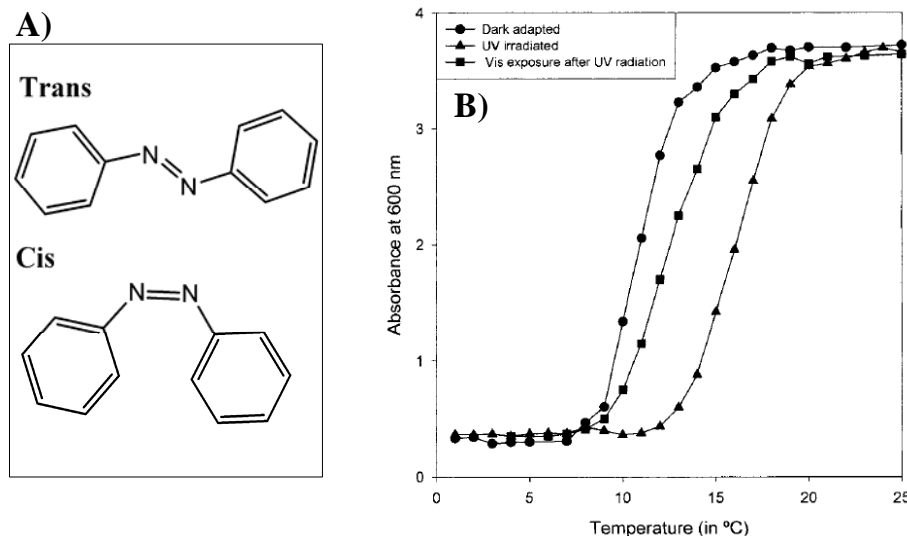 A)
Trans
N
N
Cis
N
N
B)
Dark adapted
UV irradiated
Vis exposure after UV radiation
Absorbance at 600 nm
4
3
2
1
0
0
5
10
15
20
25
Temperature (in ºC)